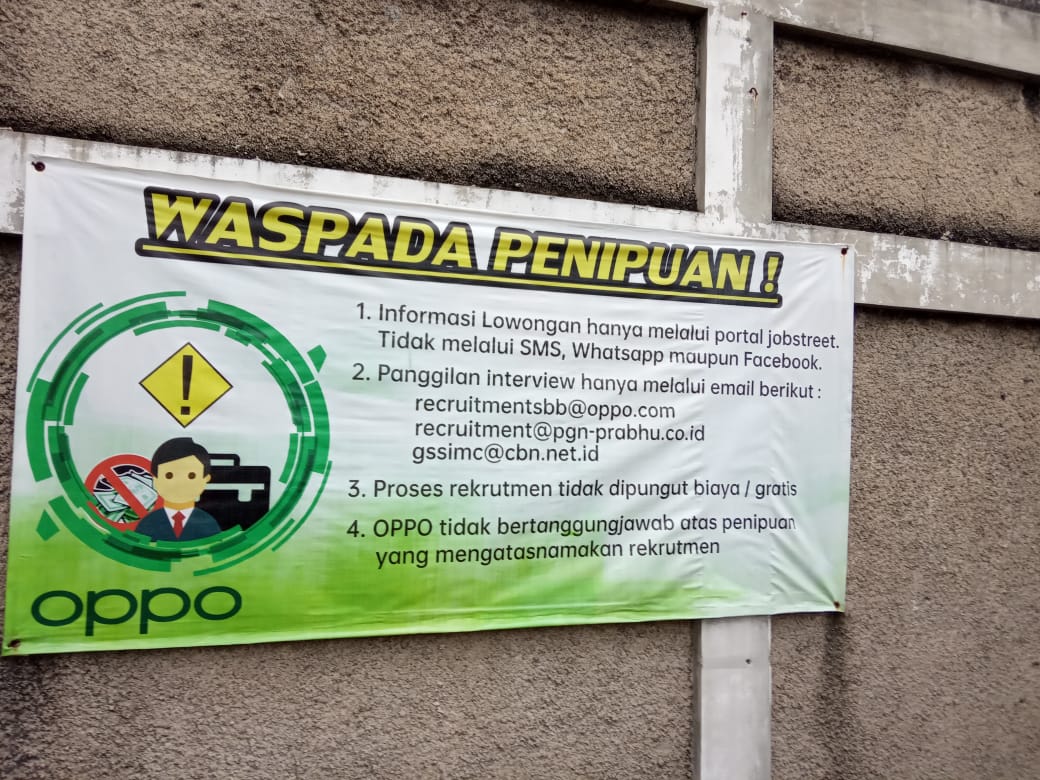 WASPADA PENIPUAN !
1. Informasi Lowongan hanya melalui portal jobstreet.
Tidak melalui SMS, Whatsapp maupun Facebook.
2. Panggilan interview hanya melalui email berikut :
recruitmentsbb@oppo.com
recruitment@pgn-prabhu.co.id
gssimc@cbn.net.id
3. Proses rekrutmen tidak dipungut biaya / gratis
4. OPPO tidak bertanggungjawab atas penipuan
yang mengatasnamakan rekrutmen
oppo